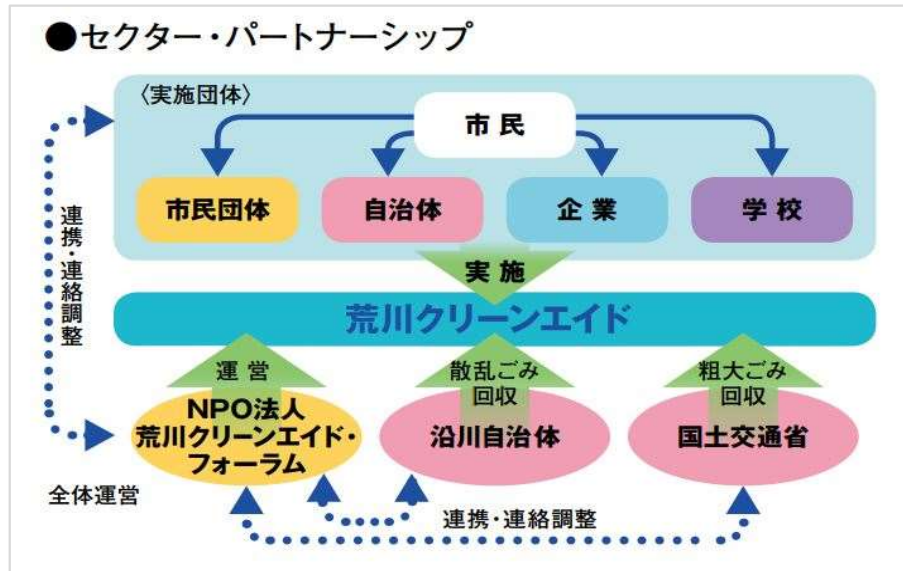 ●セクター・パートナーシップ
〈実施団体〉
市民
市民団体
自治体
企業
学校
連携・連絡調整
実施
荒川クリーンエイド
運営
散乱ごみ
回収
粗大ごみ
回収
NPO法人
荒川クリーンエイド・
フォーラム
沿川自治体
国土交通省
全体運営
連携・連絡調整